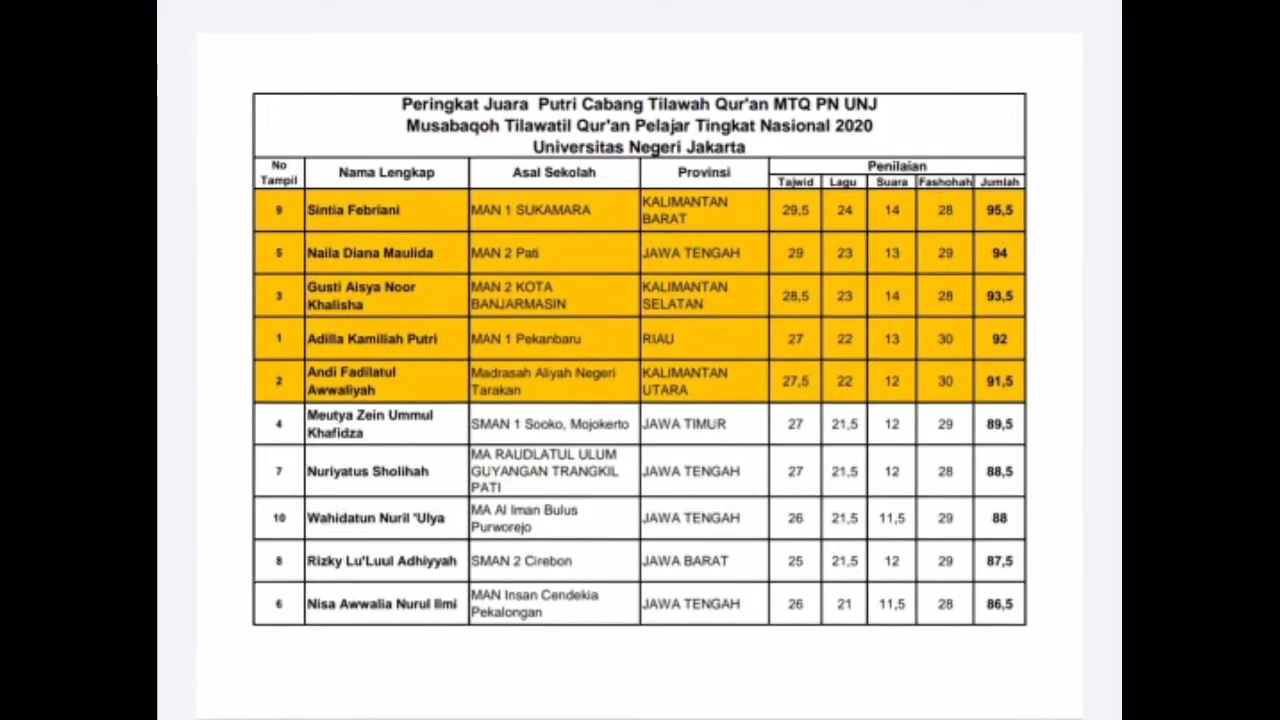 Peringkat Juara Putri Cabang Tilawah Qur'an MTQ PN UNJ
Musabaqoh Tilawatil Qur'an Pelajar Tingkat Nasional 2020
Universitas Negeri Jakarta
No Tampil Nama Lengkap Asal Sekolah Provinsi Penilaian
Tajwid Lagu Suara Fashohah Jumlah
9 Sintia Febriani MAN 1 SUKAMARA KALIMANTAN BARAT 29,5 24 14 28 95,5
5 Naila Diana Maulida MAN 2 Pati JAWA TENGAH 29 23 13 29 94
3 Gusti Aisya Noor Khalisha MAN 2 KOTA BANJARMASIN KALIMANTAN SELATAN 28,5 23 14 28 93,5
1 Adilla Kamiliah Putri MAN 1 Pekanbaru RIAU 27 22 13 30 92
2 Andi Fadilatul Awwaliyah Madrasah Aliyah Negeri Tarakan KALIMANTAN UTARA 27,5 22 12 30 91,5
4 Meutya Zein Ummul Khafidza SMAN 1 Sooko, Mojokerto JAWA TIMUR 27 21,5 12 29 89,5
7 Nuriyatus Sholihah MA RAUDLATUL ULUM GUYANGAN TRANGKIL PATI JAWA TENGAH 27 21,5 12 28 88,5
10 Wahidatun Nuril 'Ulya MA Al Iman Bulus Purworejo JAWA TENGAH 26 21,5 11,5 29 88
8 Rizky Lu'Luul Adhiyyah SMAN 2 Cirebon JAWA BARAT 25 21,5 12 29 87,5
6 Nisa Awwalia Nurul Ilmi MAN Insan Cendekia Pekalongan JAWA TENGAH 26 21 11,5 28 86,5